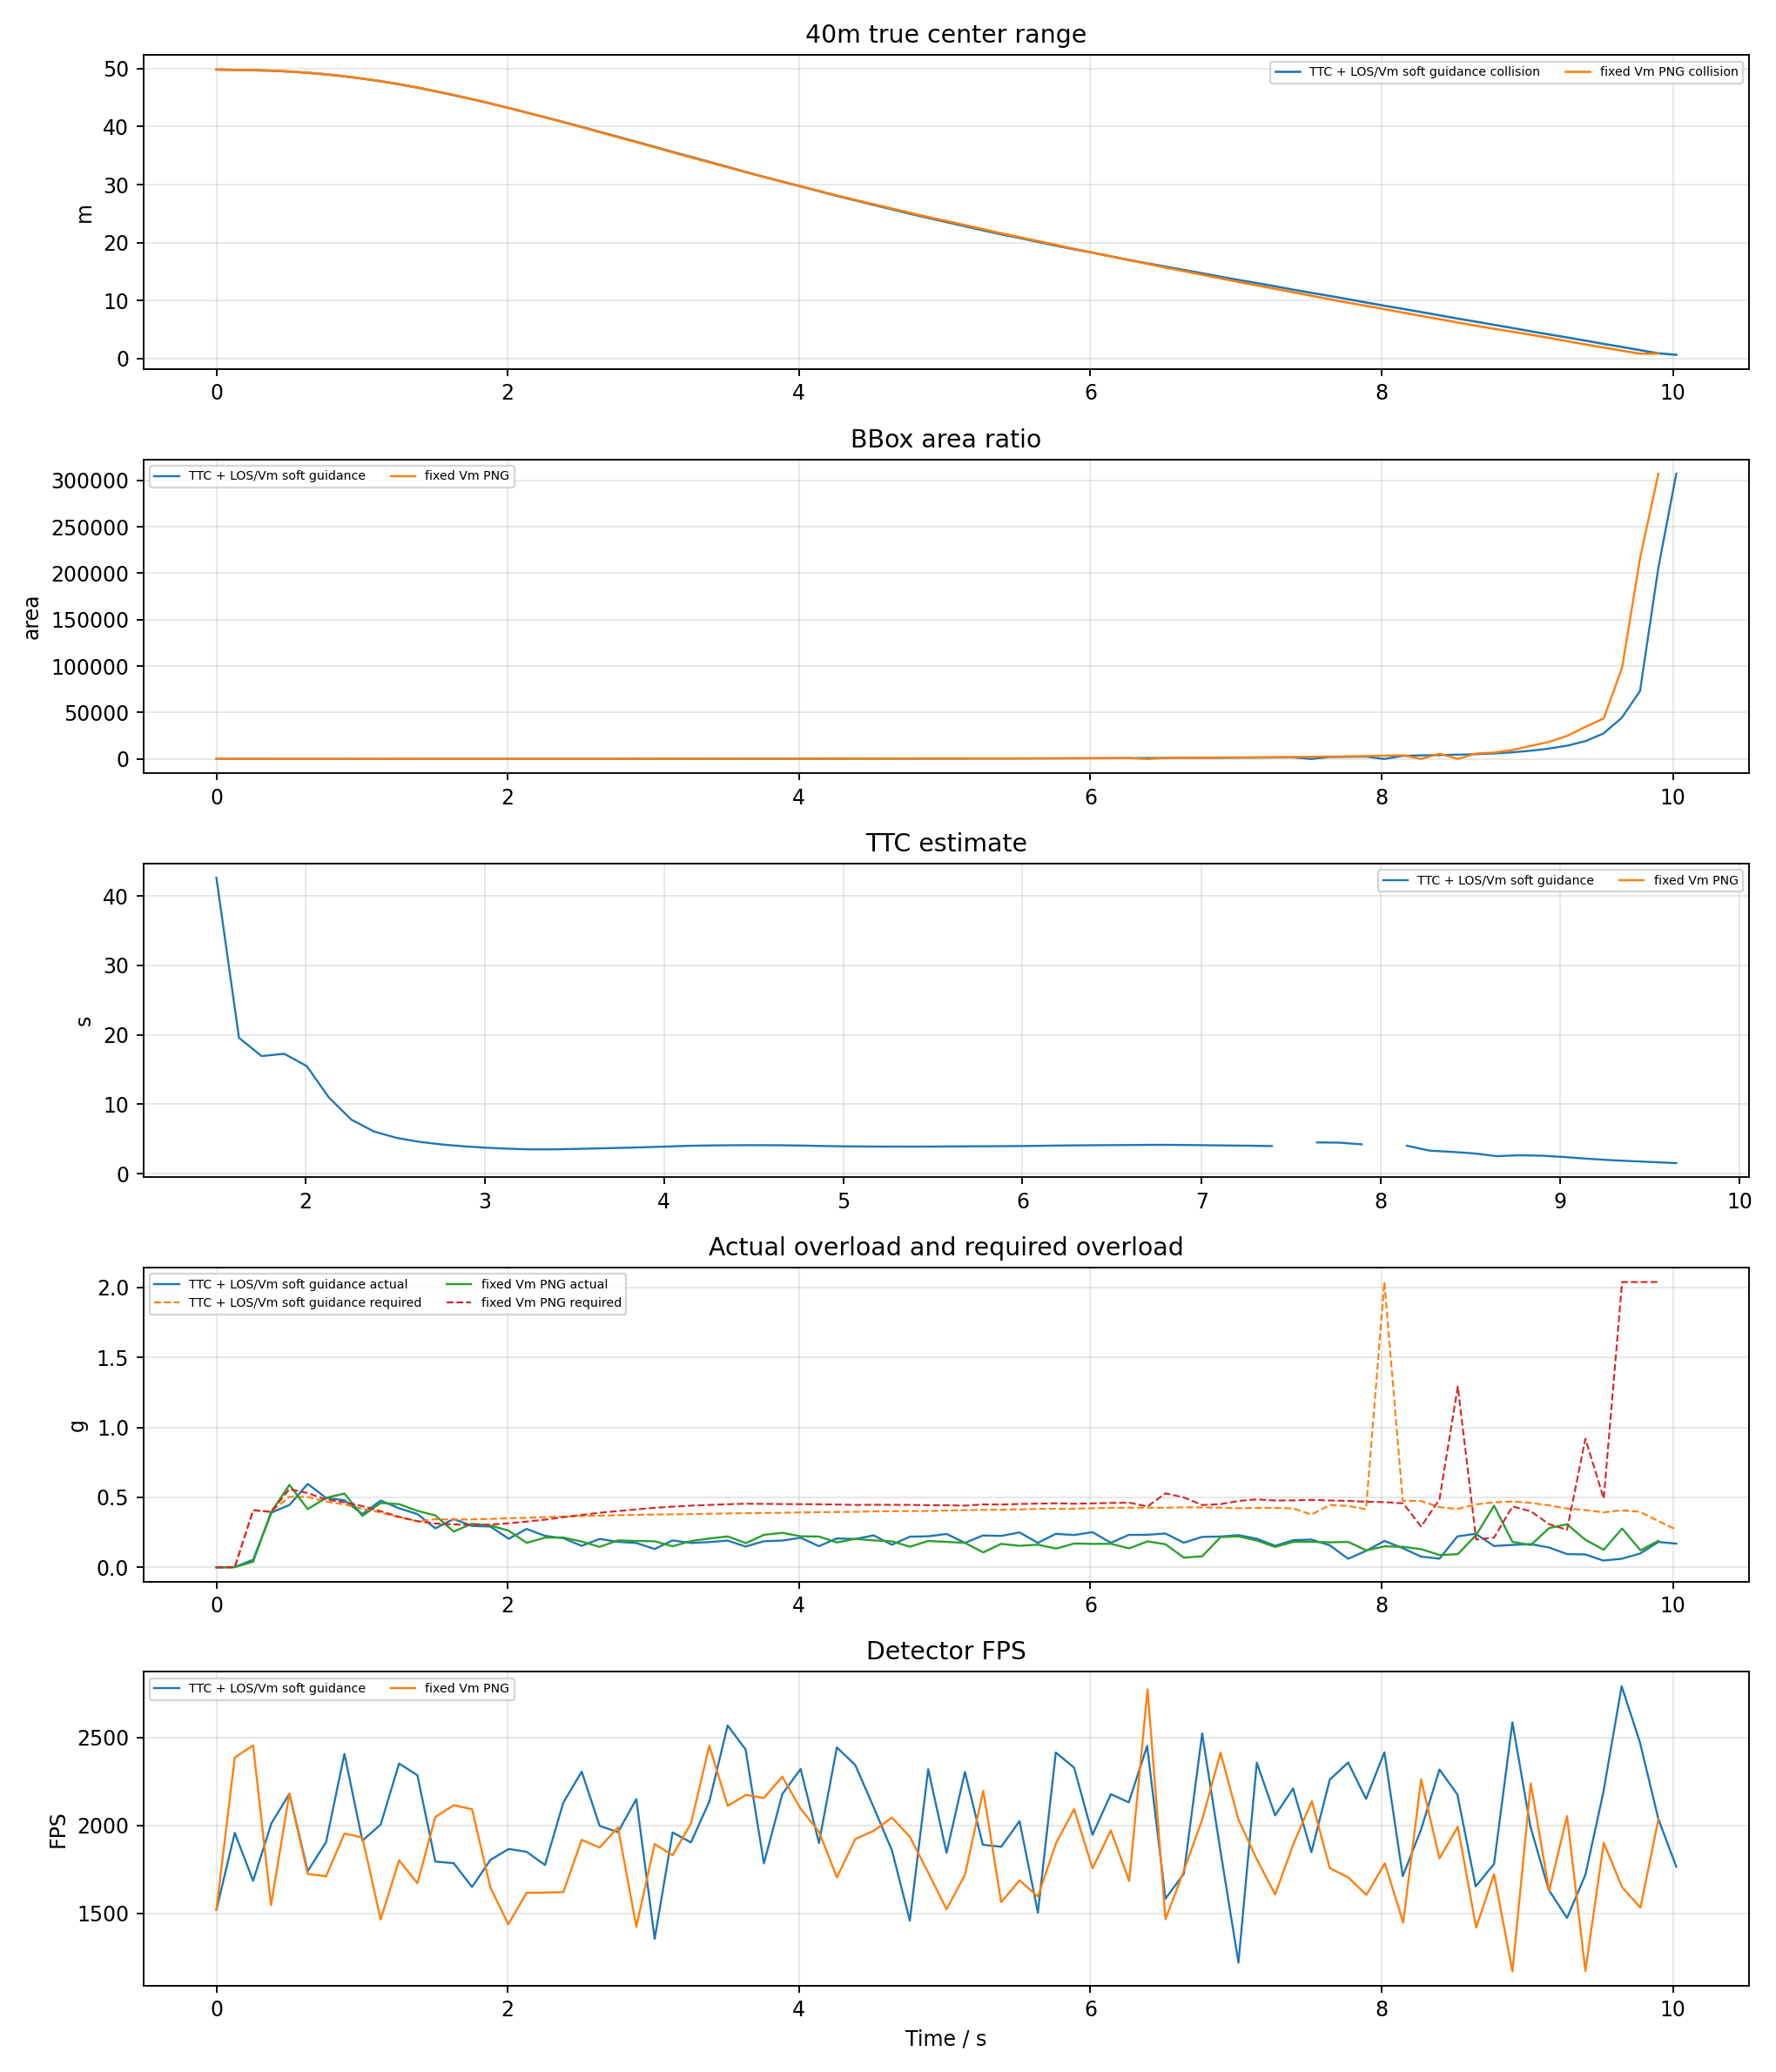 40m true center range
TTC + LOS/Vm soft guidance collision fixed Vm PNG collision
50
40
30
20
10
0
m
0 2 4 6 8 10
BBox area ratio
TTC + LOS/Vm soft guidance fixed Vm PNG
300000
250000
200000
150000
100000
50000
0
area
0 2 4 6 8 10
TTC estimate
TTC + LOS/Vm soft guidance fixed Vm PNG
40
30
20
10
0
s
2 3 4 5 6 7 8 9 10
Actual overload and required overload
TTC + LOS/Vm soft guidance actual fixed Vm PNG actual
TTC + LOS/Vm soft guidance required fixed Vm PNG required
2.0
1.5
1.0
0.5
0.0
g
0 2 4 6 8 10
Detector FPS
TTC + LOS/Vm soft guidance fixed Vm PNG
2500
2000
1500
FPS
0 2 4 6 8 10
Time / s